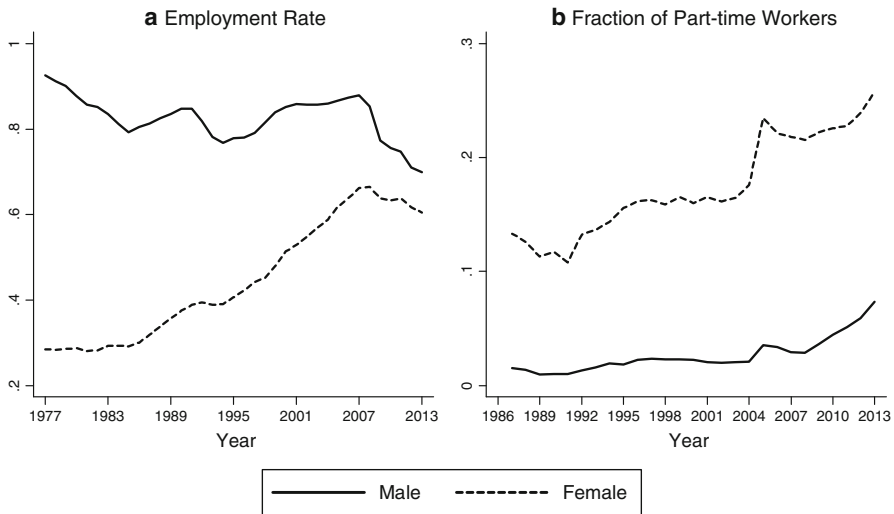 a Employment Rate
1
.8
.6
.4
.2
1977 1983 1989 1995 2001 2007 2013
Year
b Fraction of Part-time Workers
.3
.2
.1
0
1986 1989 1992 1995 1998 2001 2004 2007 2010 2013
Year
Male Female